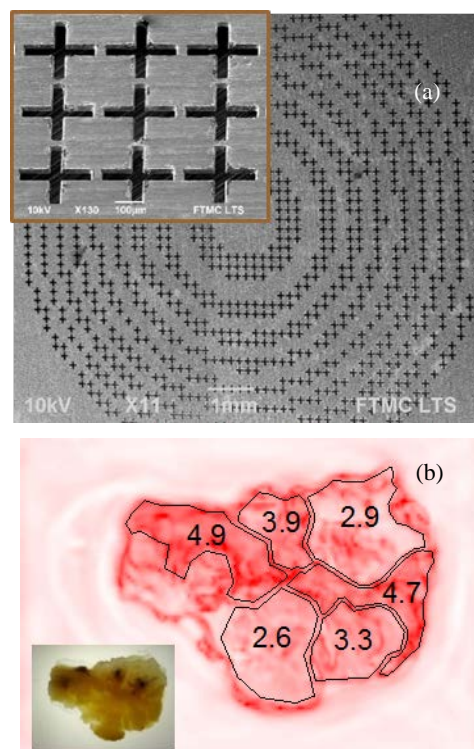 (a)
10kV X130 100µm FTMC LTS
10kV X11 1mm FTMC LTS
(b)
4.9
3.9
2.9
4.7
2.6
3.3